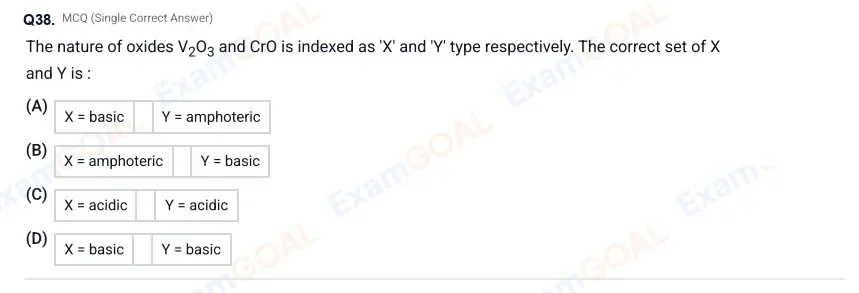 Q38. MCQ (Single Correct Answer)
The nature of oxides V₂O₃ and CrO is indexed as 'X' and 'Y' type respectively. The correct set of X
and Y is :
(A) X = basic Y = amphoteric
(B) X = amphoteric Y = basic
(C) X = acidic Y = acidic
(D) X = basic Y = basic
ExamGOAL